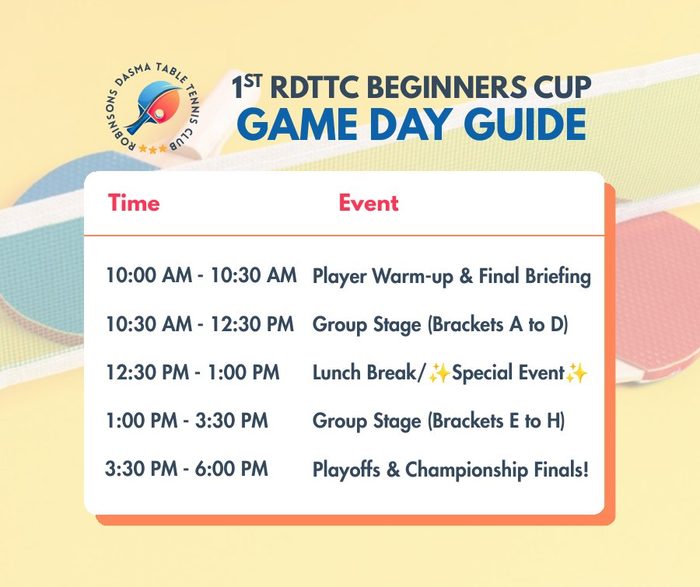 ROBINSONS DASMA TABLE TENNIS CLUB
1ST RDTTC BEGINNERS CUP
GAME DAY GUIDE
Time Event
10:00 AM - 10:30 AM Player Warm-up & Final Briefing
10:30 AM - 12:30 PM Group Stage (Brackets A to D)
12:30 PM - 1:00 PM Lunch Break/✨Special Event✨
1:00 PM - 3:30 PM Group Stage (Brackets E to H)
3:30 PM - 6:00 PM Playoffs & Championship Finals!